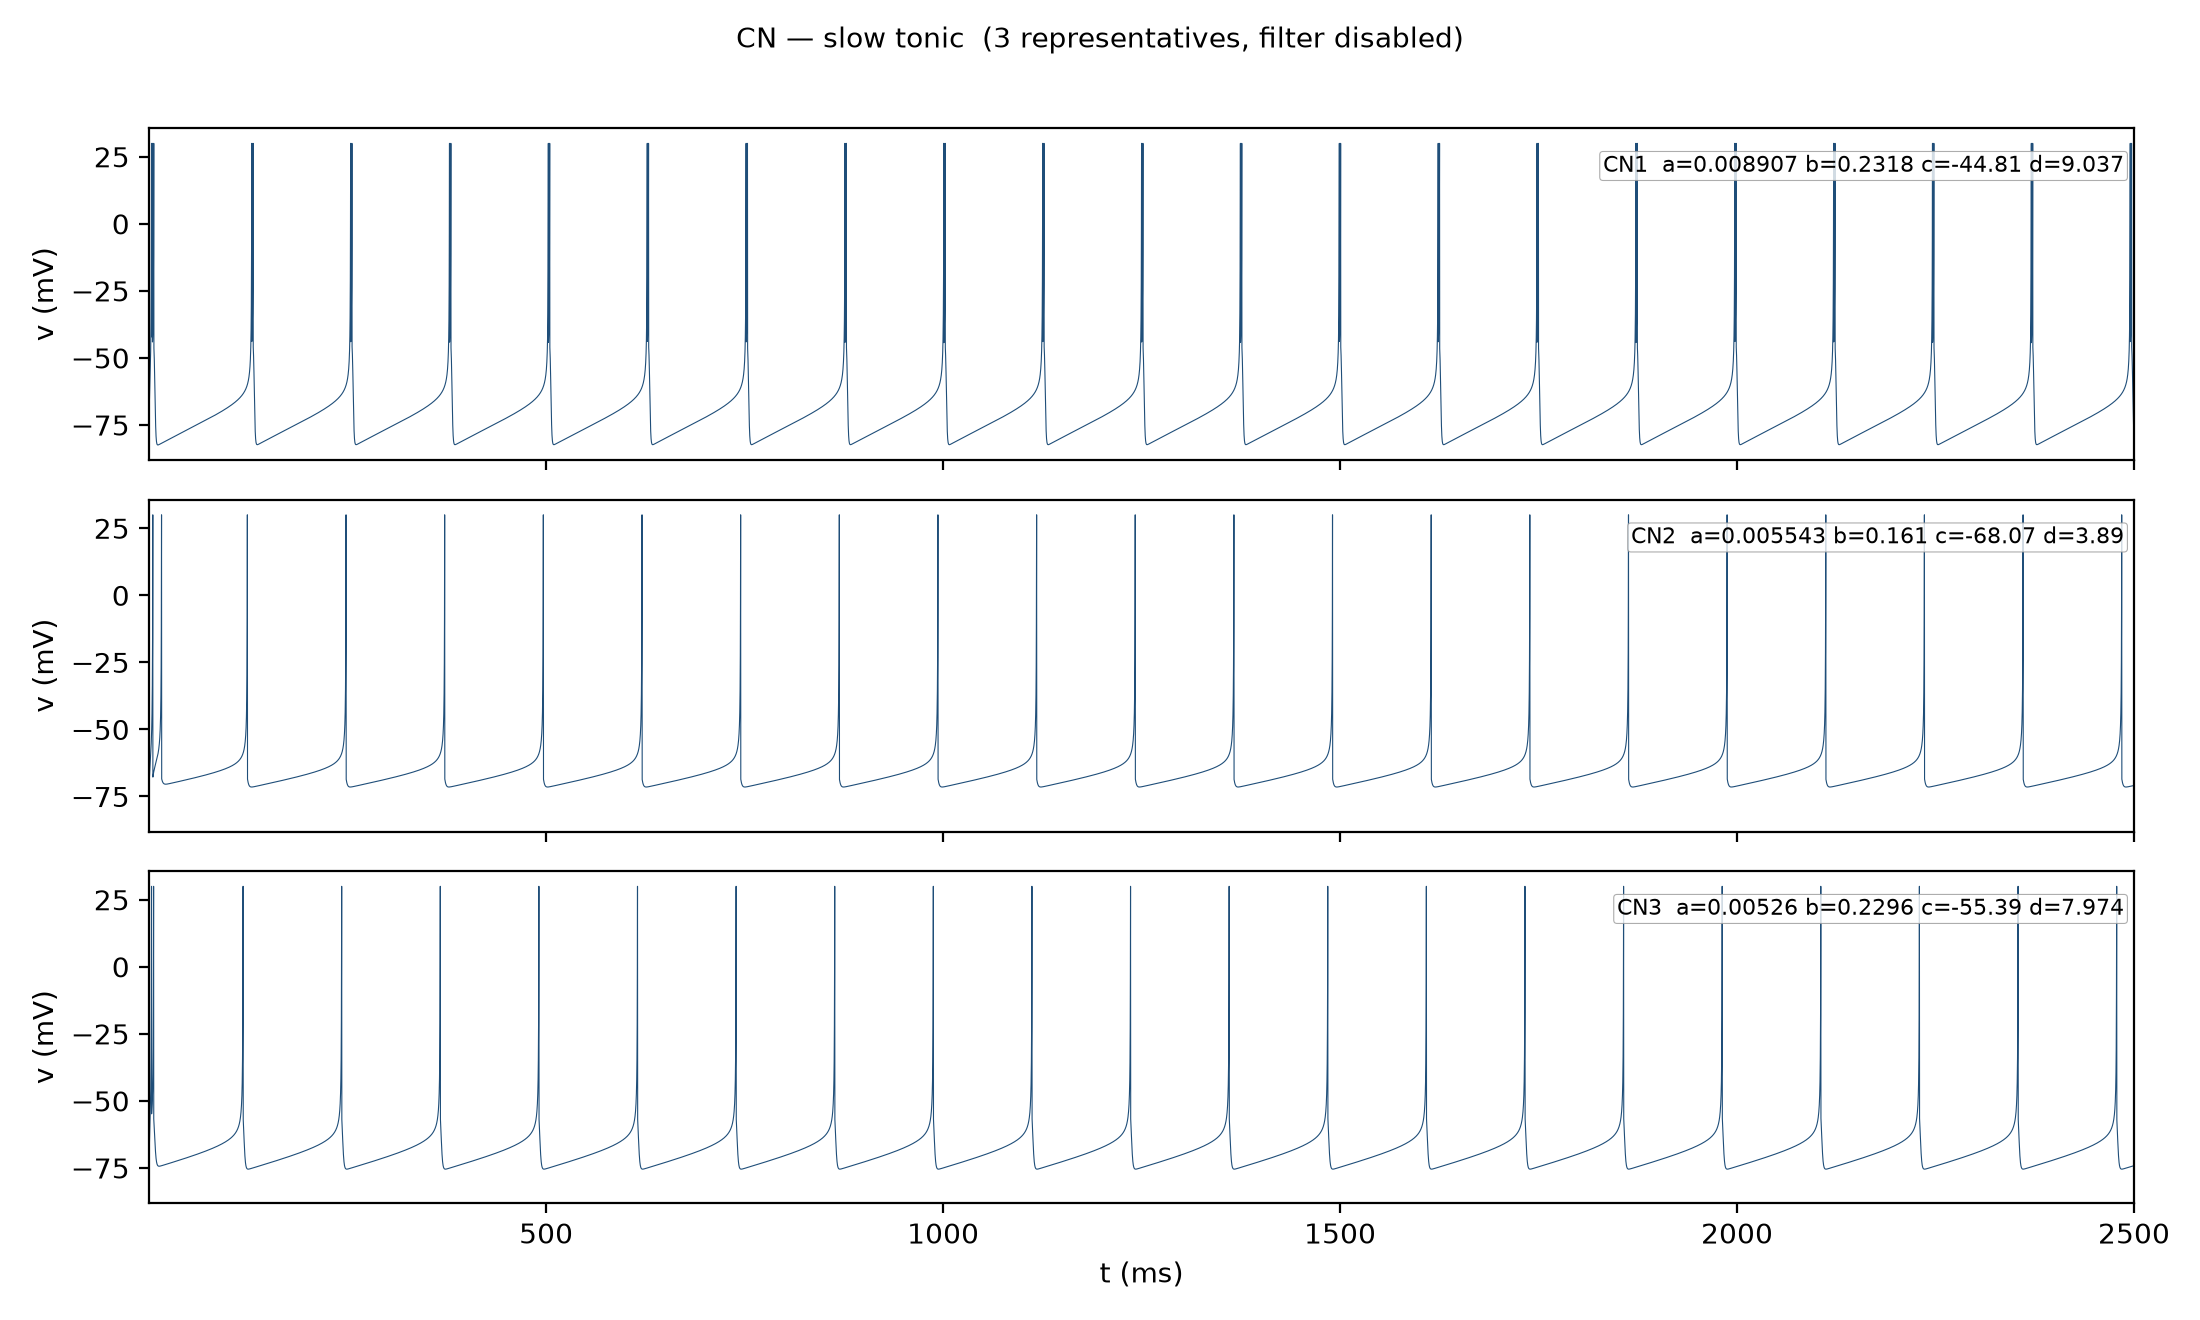 CN — slow tonic  (3 representatives, filter disabled)
25
0
−25
−50
−75
v (mV)
CN1  a=0.008907 b=0.2318 c=-44.81 d=9.037
25
0
−25
−50
−75
v (mV)
CN2  a=0.005543 b=0.161 c=-68.07 d=3.89
25
0
−25
−50
−75
v (mV)
CN3  a=0.00526 b=0.2296 c=-55.39 d=7.974
500 1000 1500 2000 2500
t (ms)